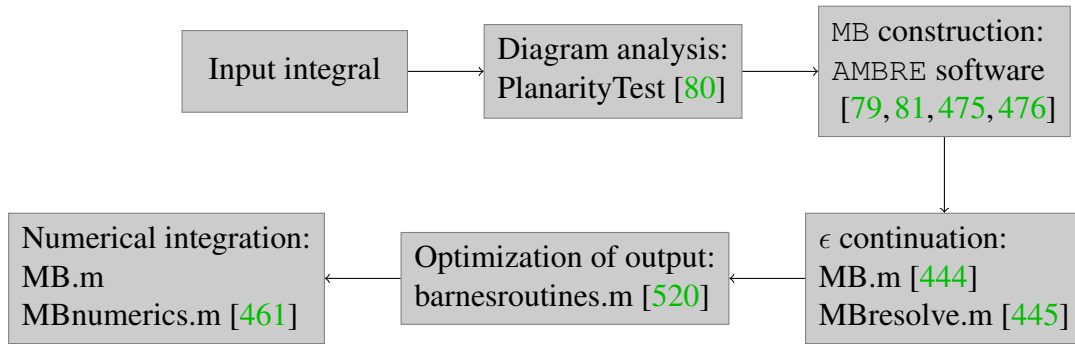 Input integral
Diagram analysis:
PlanarityTest [80]
MB construction:
AMBRE software
[79, 81, 475, 476]
ϵ continuation:
MB.m [444]
MBresolve.m [445]
Optimization of output:
barnesroutines.m [520]
Numerical integration:
MB.m
MBnumerics.m [461]